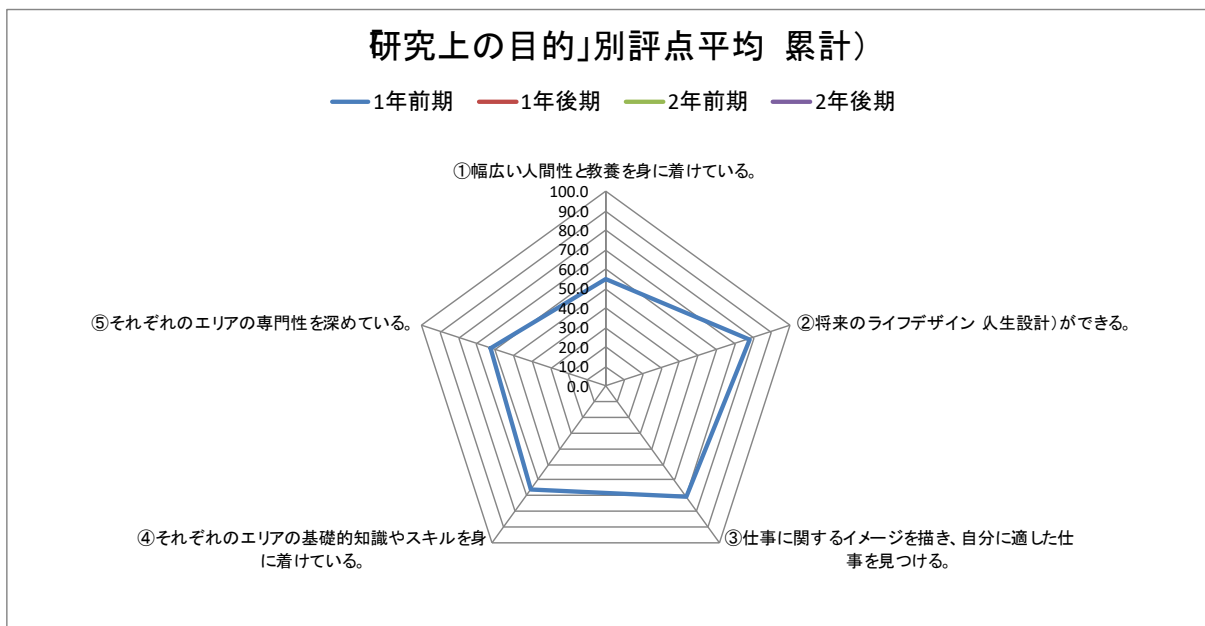 研究上の目的」別評点平均 累計）
1年前期 1年後期 2年前期 2年後期
①幅広い人間性と教養を身に着けている。
100.0
90.0
80.0
70.0
60.0
50.0
40.0
30.0
20.0
10.0
0.0
②将来のライフデザイン（人生設計）ができる。
③仕事に関するイメージを描き、自分に適した仕
事を見つける。
④それぞれのエリアの基礎的知識やスキルを身
に着けている。
⑤それぞれのエリアの専門性を深めている。